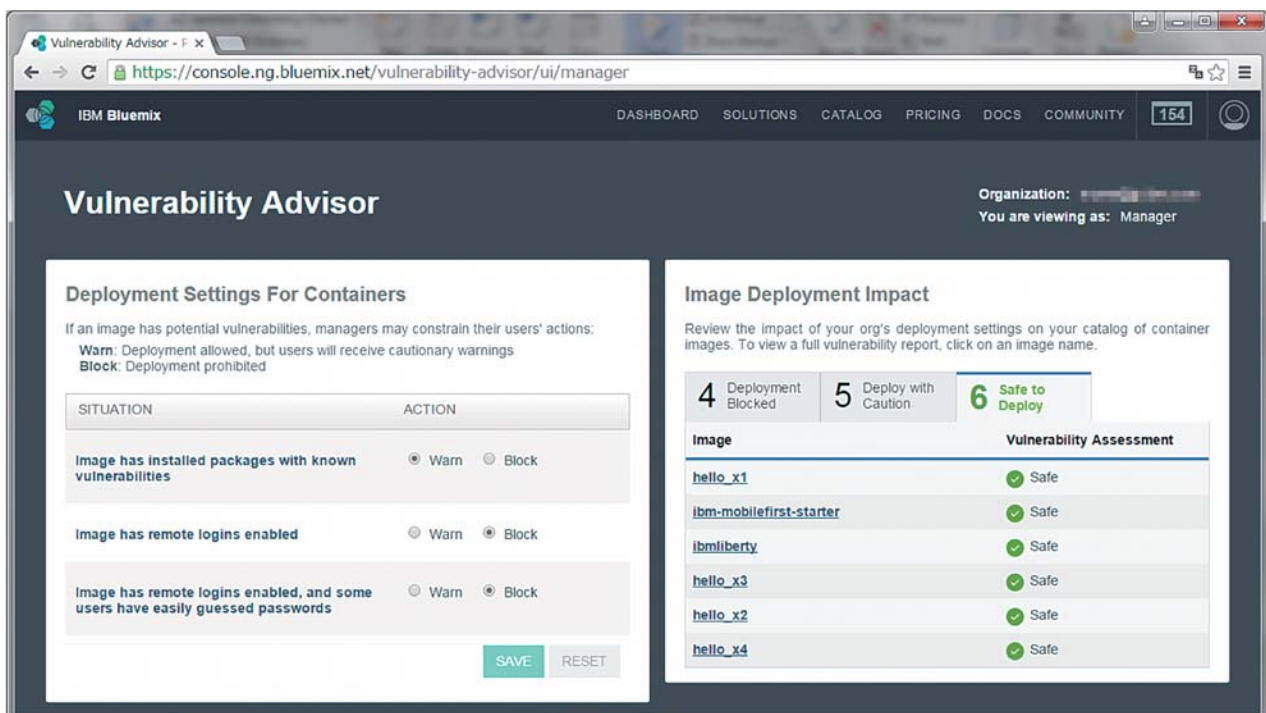 Vulnerability Advisor - F
https://console.ng.bluemix.net/vulnerability-advisor/ui/manager
IBM Bluemix
DASHBOARD SOLUTIONS CATALOG PRICING DOCS COMMUNITY 154
Vulnerability Advisor
Organization:
You are viewing as: Manager
Deployment Settings For Containers
If an image has potential vulnerabilities, managers may constrain their users' actions:
Warn: Deployment allowed, but users will receive cautionary warnings
Block: Deployment prohibited
SITUATION ACTION
Image has installed packages with known
vulnerabilities
Warn Block
Image has remote logins enabled
Warn Block
Image has remote logins enabled, and some
users have easily guessed passwords
Warn Block
SAVE RESET
Image Deployment Impact
Review the impact of your org's deployment settings on your catalog of container
images. To view a full vulnerability report, click on an image name.
4 Deployment Blocked
5 Deploy with Caution
6 Safe to Deploy
Image Vulnerability Assessment
hello_x1 Safe
ibm-mobilefirst-starter Safe
ibmliberty Safe
hello_x3 Safe
hello_x2 Safe
hello_x4 Safe